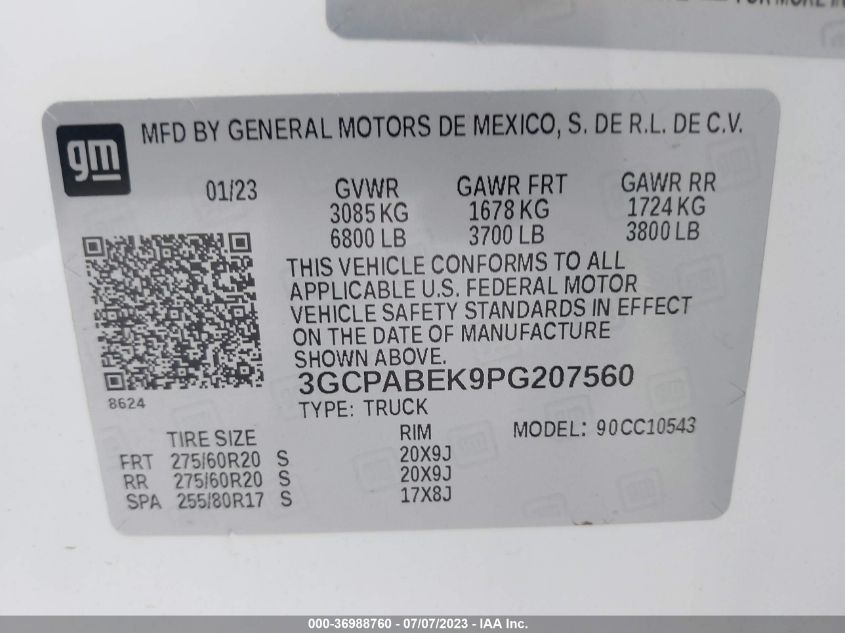 FOR MORE
gm
MFD BY GENERAL MOTORS DE MEXICO, S. DE R.L. DE C.V.
01/23 GVWR GAWR FRT GAWR RR
3085 KG 1678 KG 1724 KG
6800 LB 3700 LB 3800 LB
THIS VEHICLE CONFORMS TO ALL
APPLICABLE U.S. FEDERAL MOTOR
VEHICLE SAFETY STANDARDS IN EFFECT
ON THE DATE OF MANUFACTURE
SHOWN ABOVE.
3GCPABEK9PG207560
8624
TYPE: TRUCK
TIRE SIZE RIM MODEL: 90CC10543
FRT 275/60R20 S 20X9J
RR 275/60R20 S 20X9J
SPA 255/80R17 S 17X8J
000-36988760 - 07/07/2023 - IAA Inc.